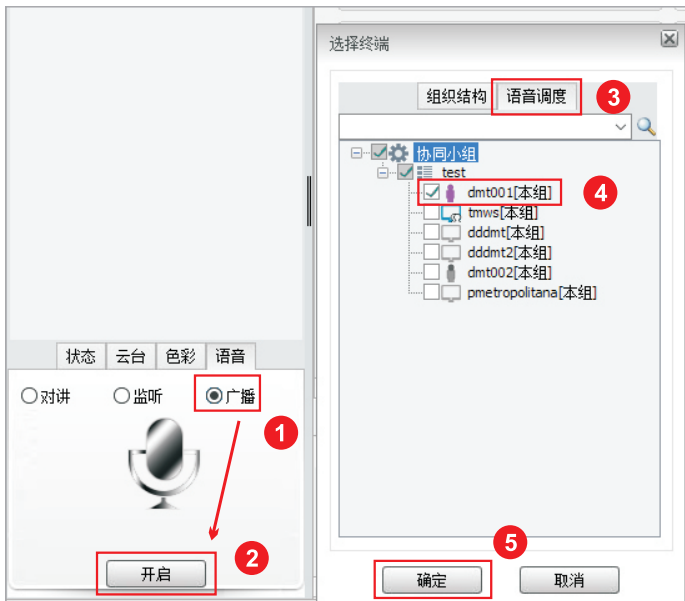 状态 云台 色彩 语音
对讲 监听 广播
1
开启
2
选择终端
组织结构 语音调度
3
协同小组
test
dmt001[本组]
4
tmws[本组]
dddmt[本组]
dddmt2[本组]
dmt002[本组]
pmetropolitana[本组]
5
确定 取消